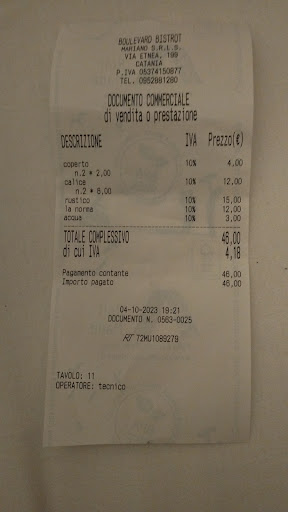 BOULEVARD BISTROT
MARIANO S.R.L.S.
VIA ETNEA, 199
CATANIA
P.IVA 05374150877
TEL. 0952881280
DOCUMENTO COMMERCIALE
di vendita o prestazione
DESCRIZIONE IVA Prezzo(€)
coperto 10% 4,00
n.2 * 2,00
calice 10% 12,00
n.2 * 6,00
rustico 10% 15,00
la norma 10% 12,00
acqua 10% 3,00
TOTALE COMPLESSIVO 46,00
di cui IVA 4,18
Pagamento contante 46,00
Importo pagato 46,00
04-10-2023 19:21
DOCUMENTO N. 0563-0025
RT 72MU1089279
TAVOLO: 11
OPERATORE: tecnico